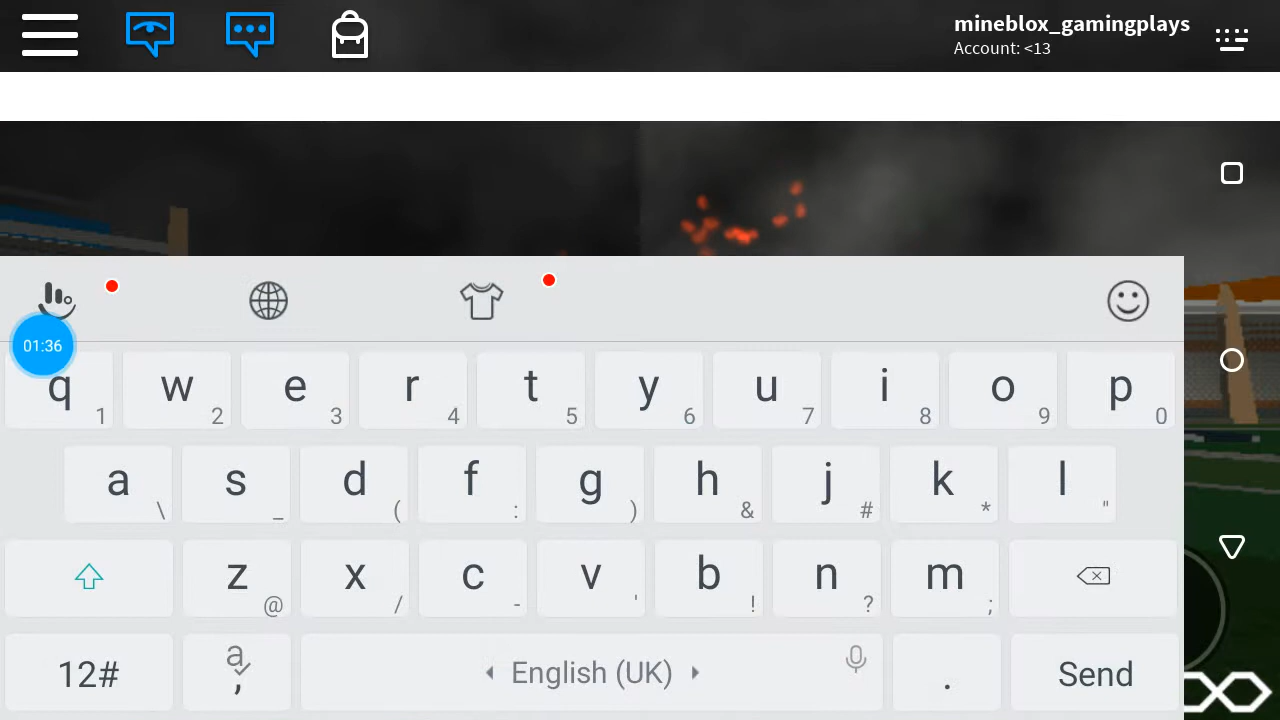 mineblox_gamingplays
Account: <13
01:36
q 1 w 2 e 3 r 4 t 5 y 6 u 7 i 8 o 9 p 0
a \ s _ d ( f : g ) h & j # k * l "
z @ x / c - v ' b ! n ? m ;
12# a , English (UK) . Send